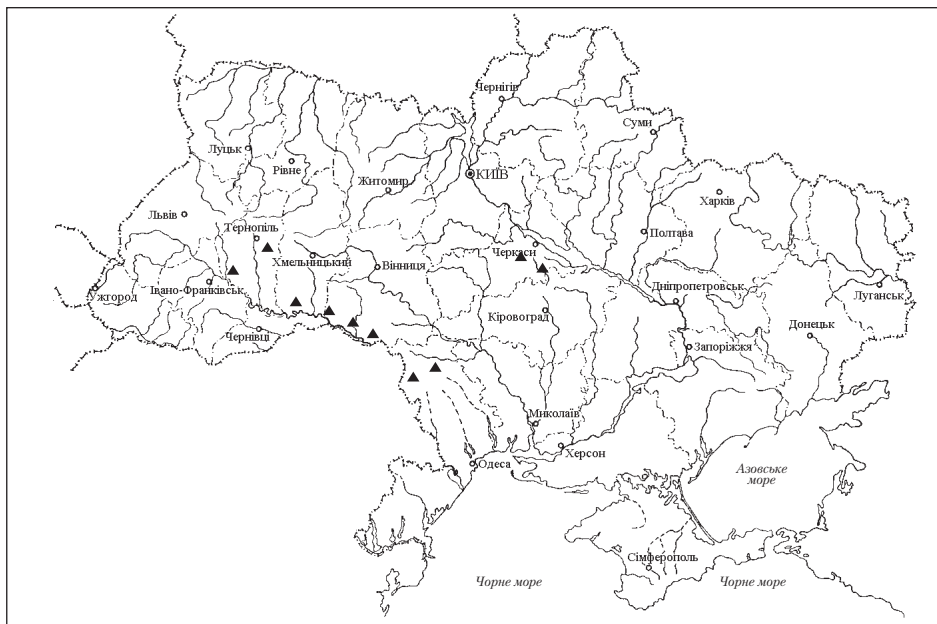 Чернігів
Суми
Луцьк
Рівне
КИЇВ
Житомир
Харків
Львів
Тернопіль
Полтава
Черкаси
Хмельницький
Вінниця
Івано-Франківськ
Ужгород
Дніпропетровськ
Луганськ
Кіровоград
Донецьк
Чернівці
Запоріжжя
Миколаїв
Херсон
Одеса
Азовське
море
Сімферополь
Чорне море
Чорне море